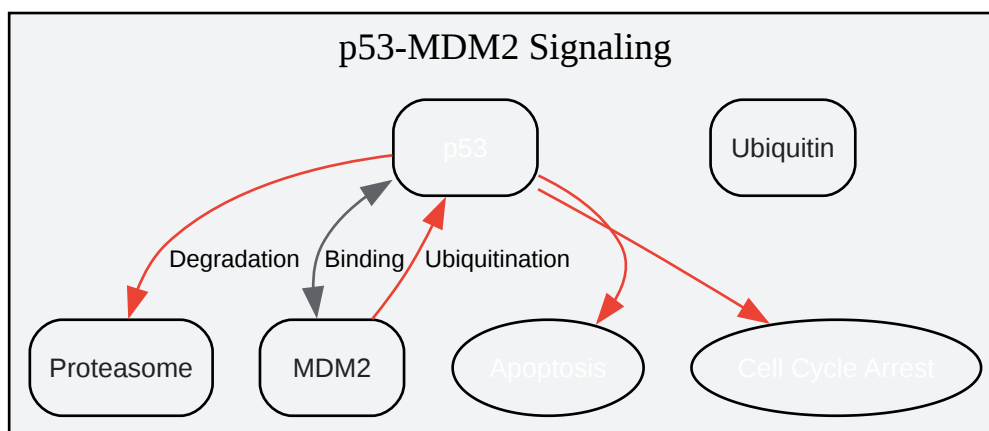 p53-MDM2 Signaling
p53
Ubiquitin
Degradation
Binding
Ubiquitination
Proteasome
MDM2
Apoptosis
Cell Cycle Arrest